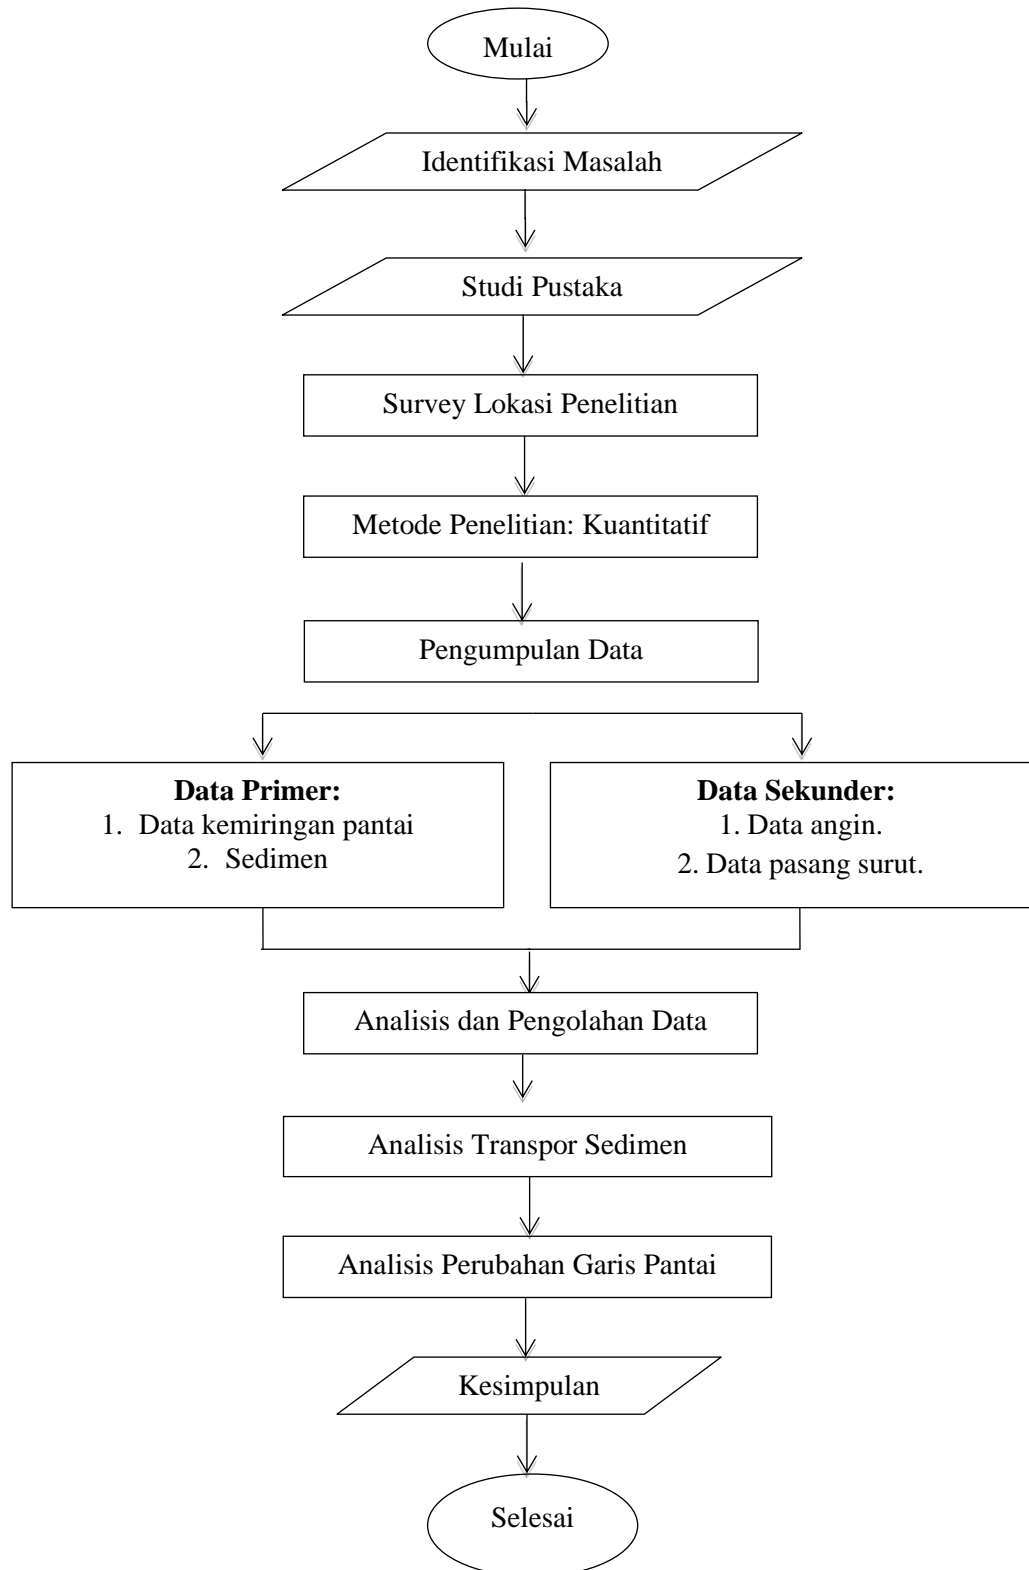 Mulai
Identifikasi Masalah
Studi Pustaka
Survey Lokasi Penelitian
Metode Penelitian: Kuantitatif
Pengumpulan Data
Data Primer:
1. Data kemiringan pantai
2. Sedimen
Data Sekunder:
1. Data angin.
2. Data pasang surut.
Analisis dan Pengolahan Data
Analisis Transpor Sedimen
Analisis Perubahan Garis Pantai
Kesimpulan
Selesai